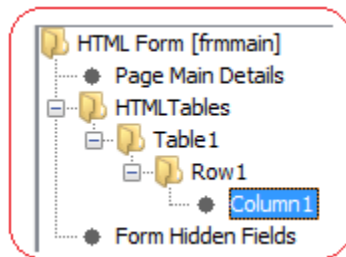 HTML Form [frmmain]
Page Main Details
HTMLTables
Table1
Row1
Column1
Form Hidden Fields